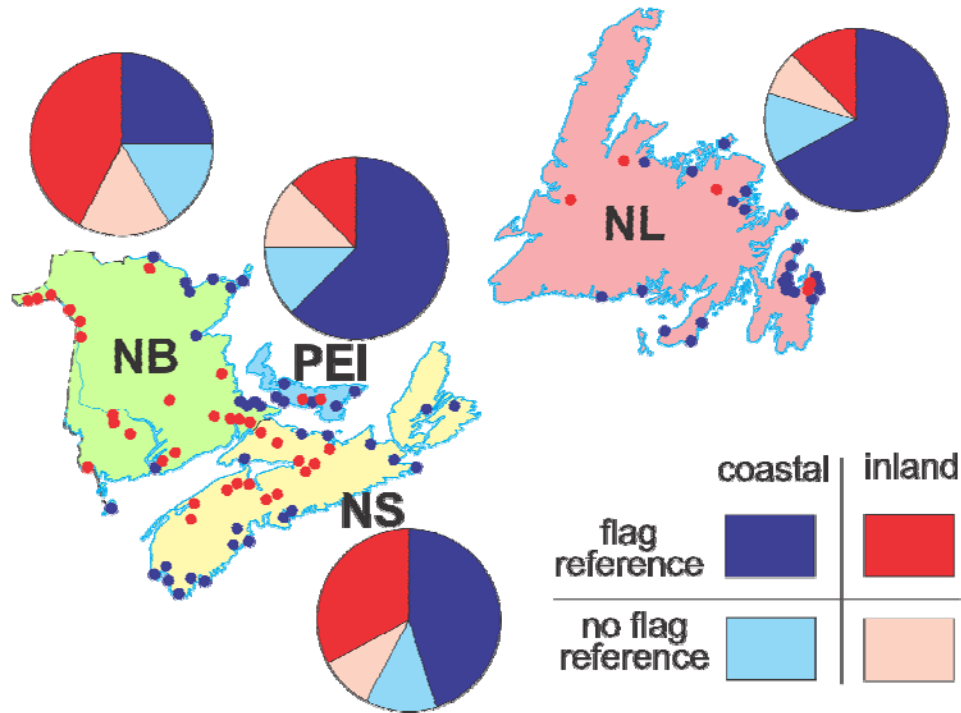 NL
NB
PEI
NS
coastal inland
flag
reference
no flag
reference